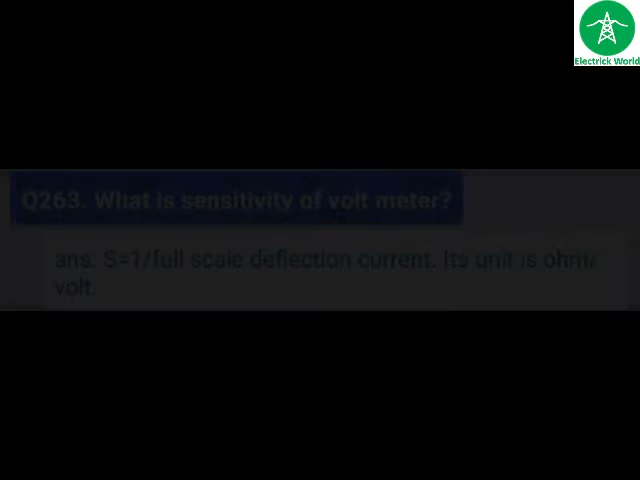 Electrick World
Q263. What is sensitivity of volt meter?
ans. S=1/full scale deflection current. Its unit is ohm/
volt.